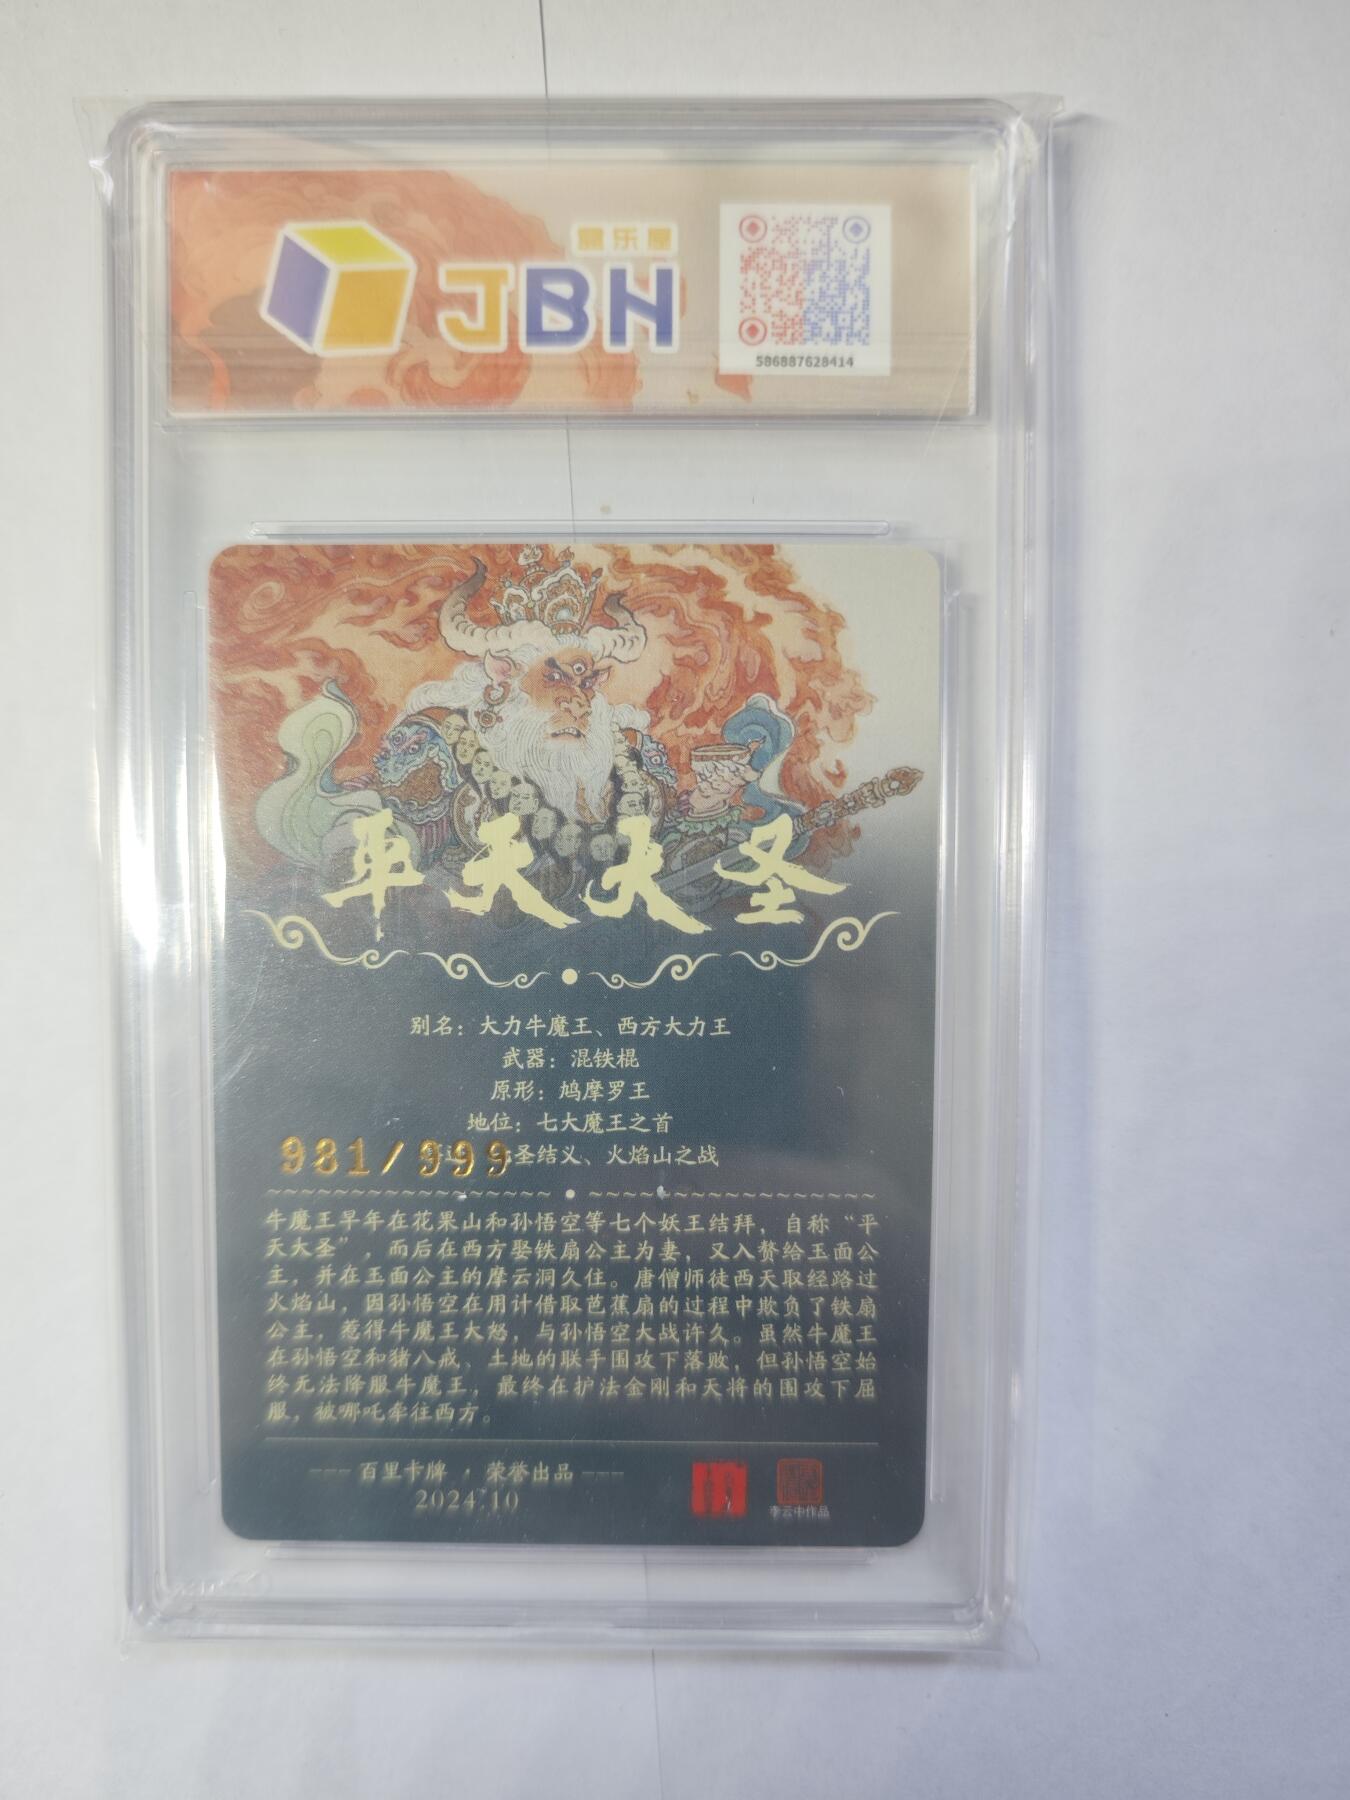 JBH
586887628414
平天大圣
别名：大力牛魔王、西方大力王
武器：混铁棍
原形：鸠摩罗王
地位：七大魔王之首
圣结义、火焰山之战
931/999
牛魔王早年在花果山和孙悟空等七个妖王结拜，自称“平
天大圣”，而后在西方娶铁扇公主为妻，又入赘给玉面公
主，并在玉面公主的摩云洞久住。唐僧师徒西天取经路过
火焰山，因孙悟空在用计借取芭蕉扇的过程中欺负了铁扇
公主，惹得牛魔王大怒，与孙悟空大战许久。虽然牛魔王
在孙悟空和猪八戒、土地的联手围攻下落败，但孙悟空始
终无法降服牛魔王，最终在护法金刚和天将的围攻下屈
服，被哪吒牵往西方。
--- 百里卡牌 · 荣誉出品 ---
2024.10
李云中作品